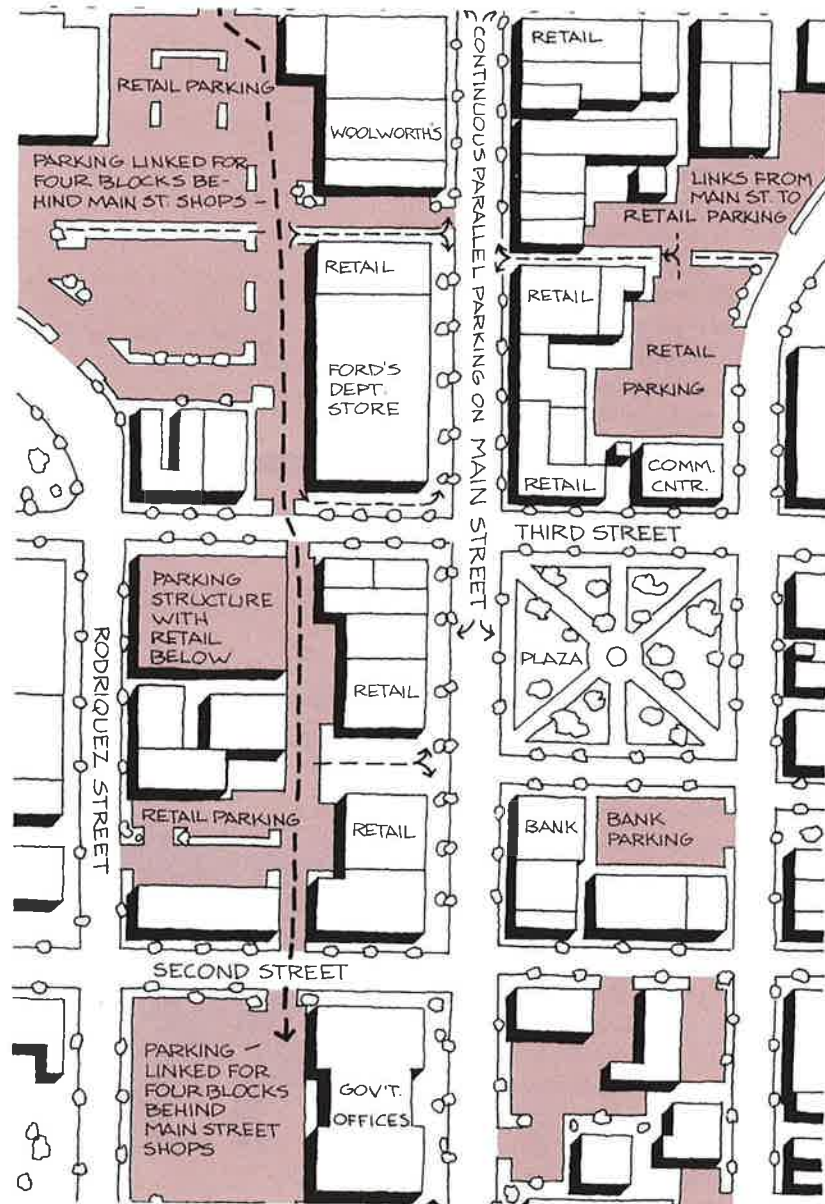 RETAIL PARKING
PARKING LINKED FOR
FOUR BLOCKS BE-
HIND MAIN ST. SHOPS –
WOOLWORTH'S
RETAIL
FORD'S
DEPT.
STORE
CONTINUOUS PARALLEL PARKING ON MAIN STREET
RETAIL
LINKS FROM
MAIN ST. TO
RETAIL PARKING
RETAIL
RETAIL
PARKING
RETAIL
COMM.
CNTR.
THIRD STREET
PARKING
STRUCTURE
WITH
RETAIL
BELOW
RETAIL
PLAZA
RODRIQUEZ STREET
RETAIL PARKING
RETAIL
BANK
BANK
PARKING
SECOND STREET
PARKING –
LINKED FOR
FOUR BLOCKS
BEHIND
MAIN STREET
SHOPS
GOV'T.
OFFICES